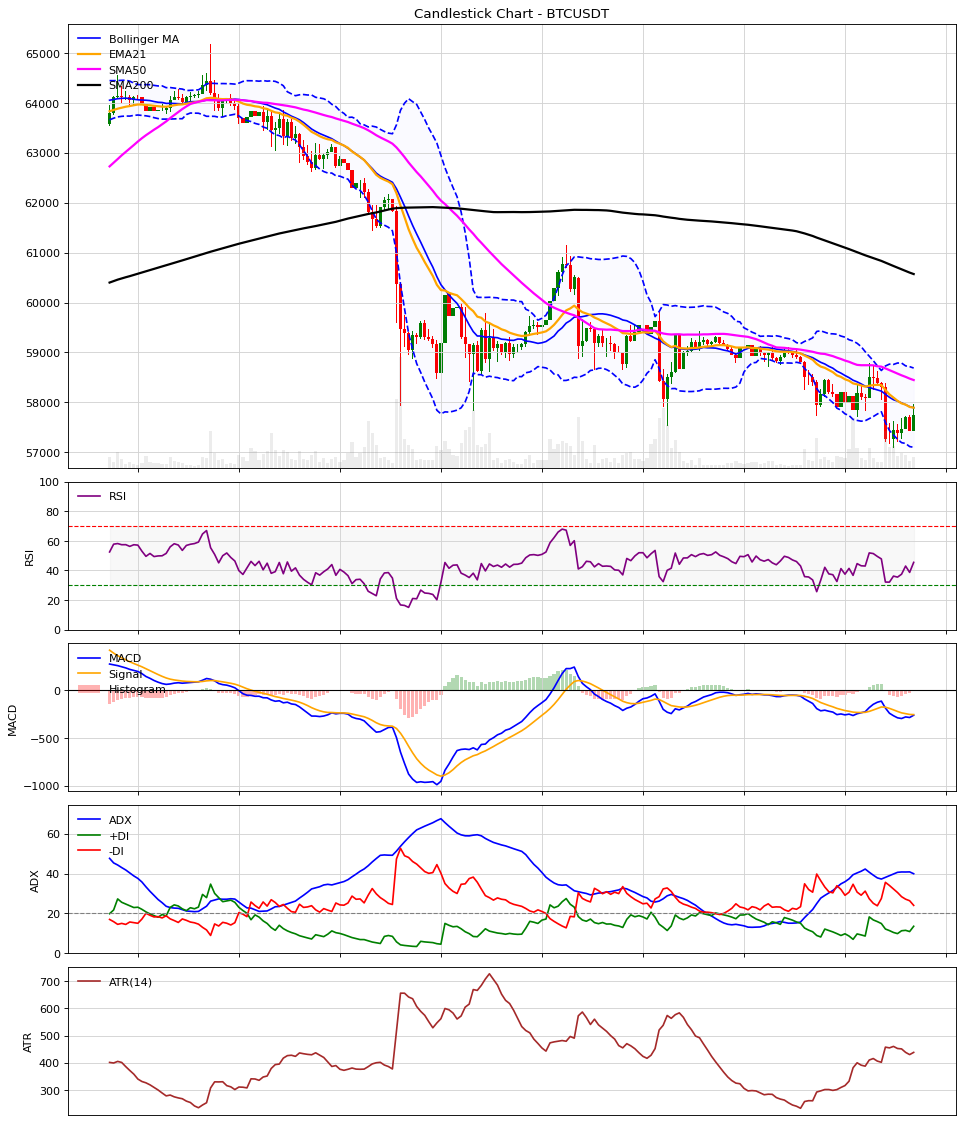 Candlestick Chart - BTCUSDT
Bollinger MA
EMA21
SMA50
SMA200
65000
64000
63000
62000
61000
60000
59000
58000
57000
RSI
100
80
60
40
20
0
RSI
MACD
Signal
Histogram
0
−500
−1000
MACD
ADX
+DI
-DI
60
40
20
0
ADX
ATR(14)
700
600
500
400
300
ATR